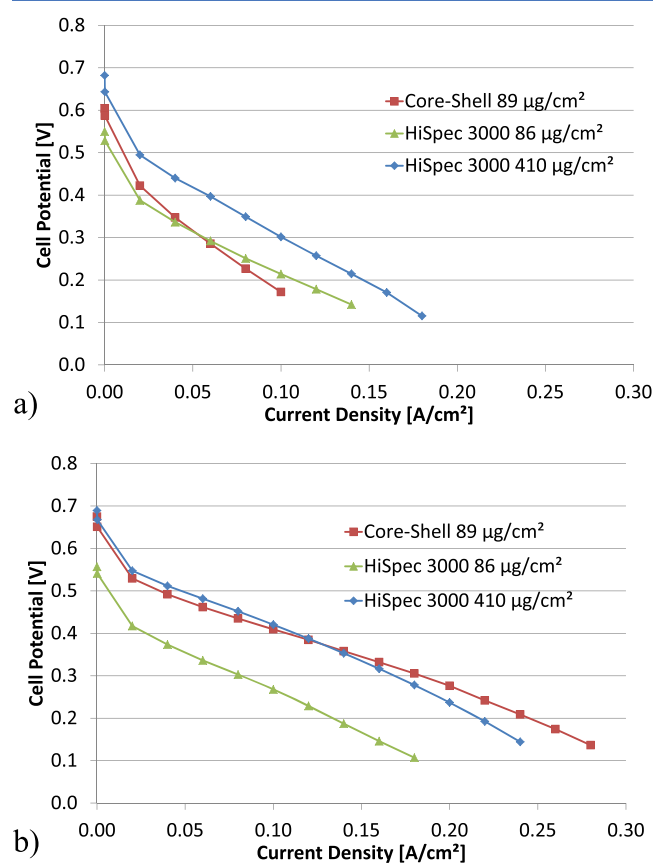 0.8
0.7
0.6
0.5
0.4
0.3
0.2
0.1
0.0
Cell Potential [V]
Core-Shell 89 µg/cm²
HiSpec 3000 86 µg/cm²
HiSpec 3000 410 µg/cm²
0.00 0.05 0.10 0.15 0.20 0.25 0.30
Current Density [A/cm²]
a)
0.8
0.7
0.6
0.5
0.4
0.3
0.2
0.1
0.0
Cell Potential [V]
Core-Shell 89 µg/cm²
HiSpec 3000 86 µg/cm²
HiSpec 3000 410 µg/cm²
0.00 0.05 0.10 0.15 0.20 0.25 0.30
Current Density [A/cm²]
b)